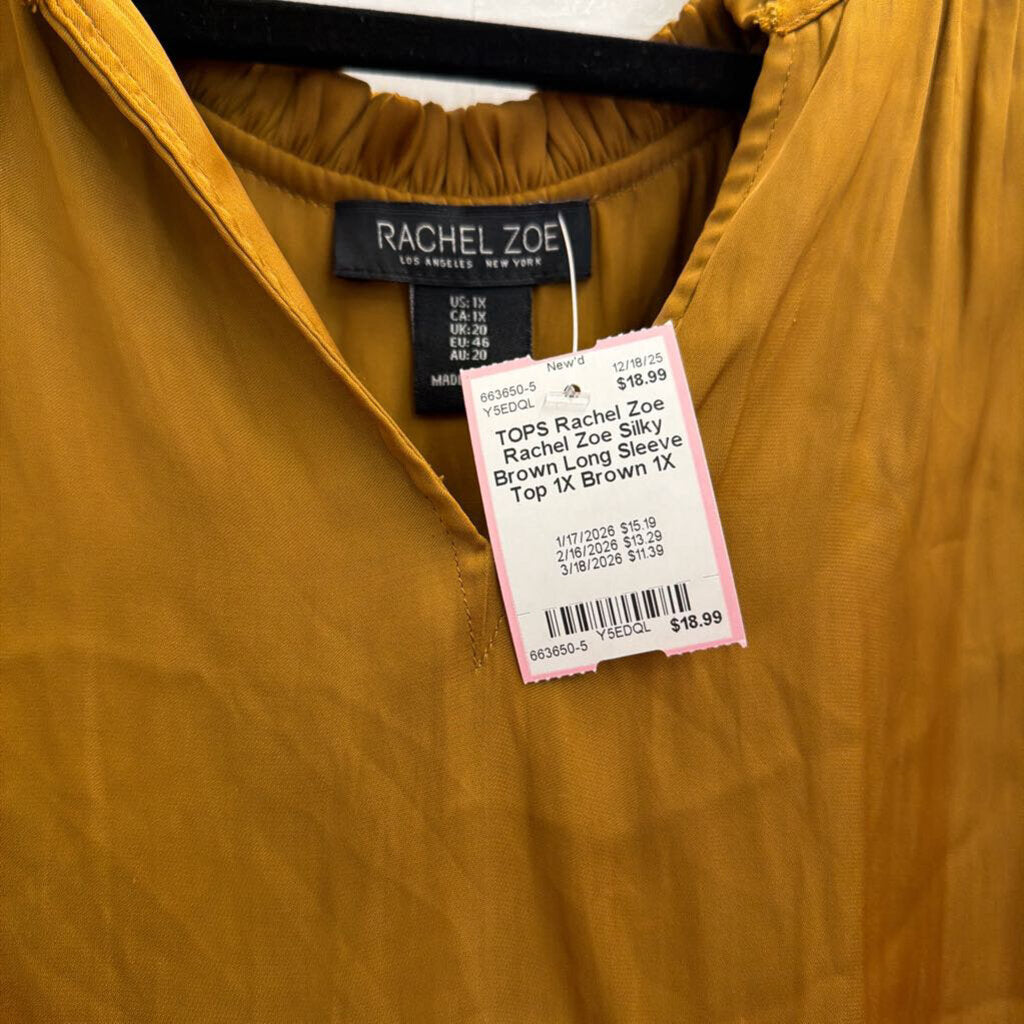 RACHEL ZOE
LOS ANGELES NEW YORK
US: 1X
CA: 1X
UK: 20
EU: 46
AU: 20
New'd
663650-5
12/18/25
Y5EDQL
$18.99
TOPS Rachel Zoe
Rachel Zoe Silky
Brown Long Sleeve
Top 1X Brown 1X
1/17/2026 $15.19
2/16/2026 $13.29
3/18/2026 $11.39
663650-5 Y5EDQL $18.99